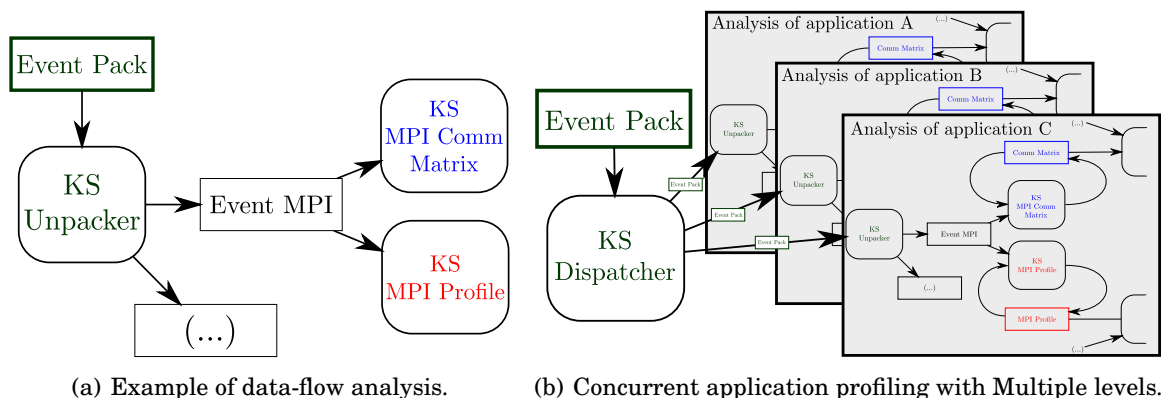 Event Pack
KS
Unpacker
Event MPI
(...)
KS
MPI Comm
Matrix
KS
MPI Profile
(a) Example of data-flow analysis.
Event Pack
KS
Dispatcher
Event Pack
Event Pack
Event Pack
Analysis of application A
(...)
Comm Matrix
KS
Unpacker
Analysis of application B
(...)
Comm Matrix
KS
Unpacker
Analysis of application C
(...)
Comm Matrix
KS
MPI Comm
Matrix
KS
Unpacker
Event MPI
(...)
KS
MPI Profile
MPI Profile
(...)
(b) Concurrent application profiling with Multiple levels.